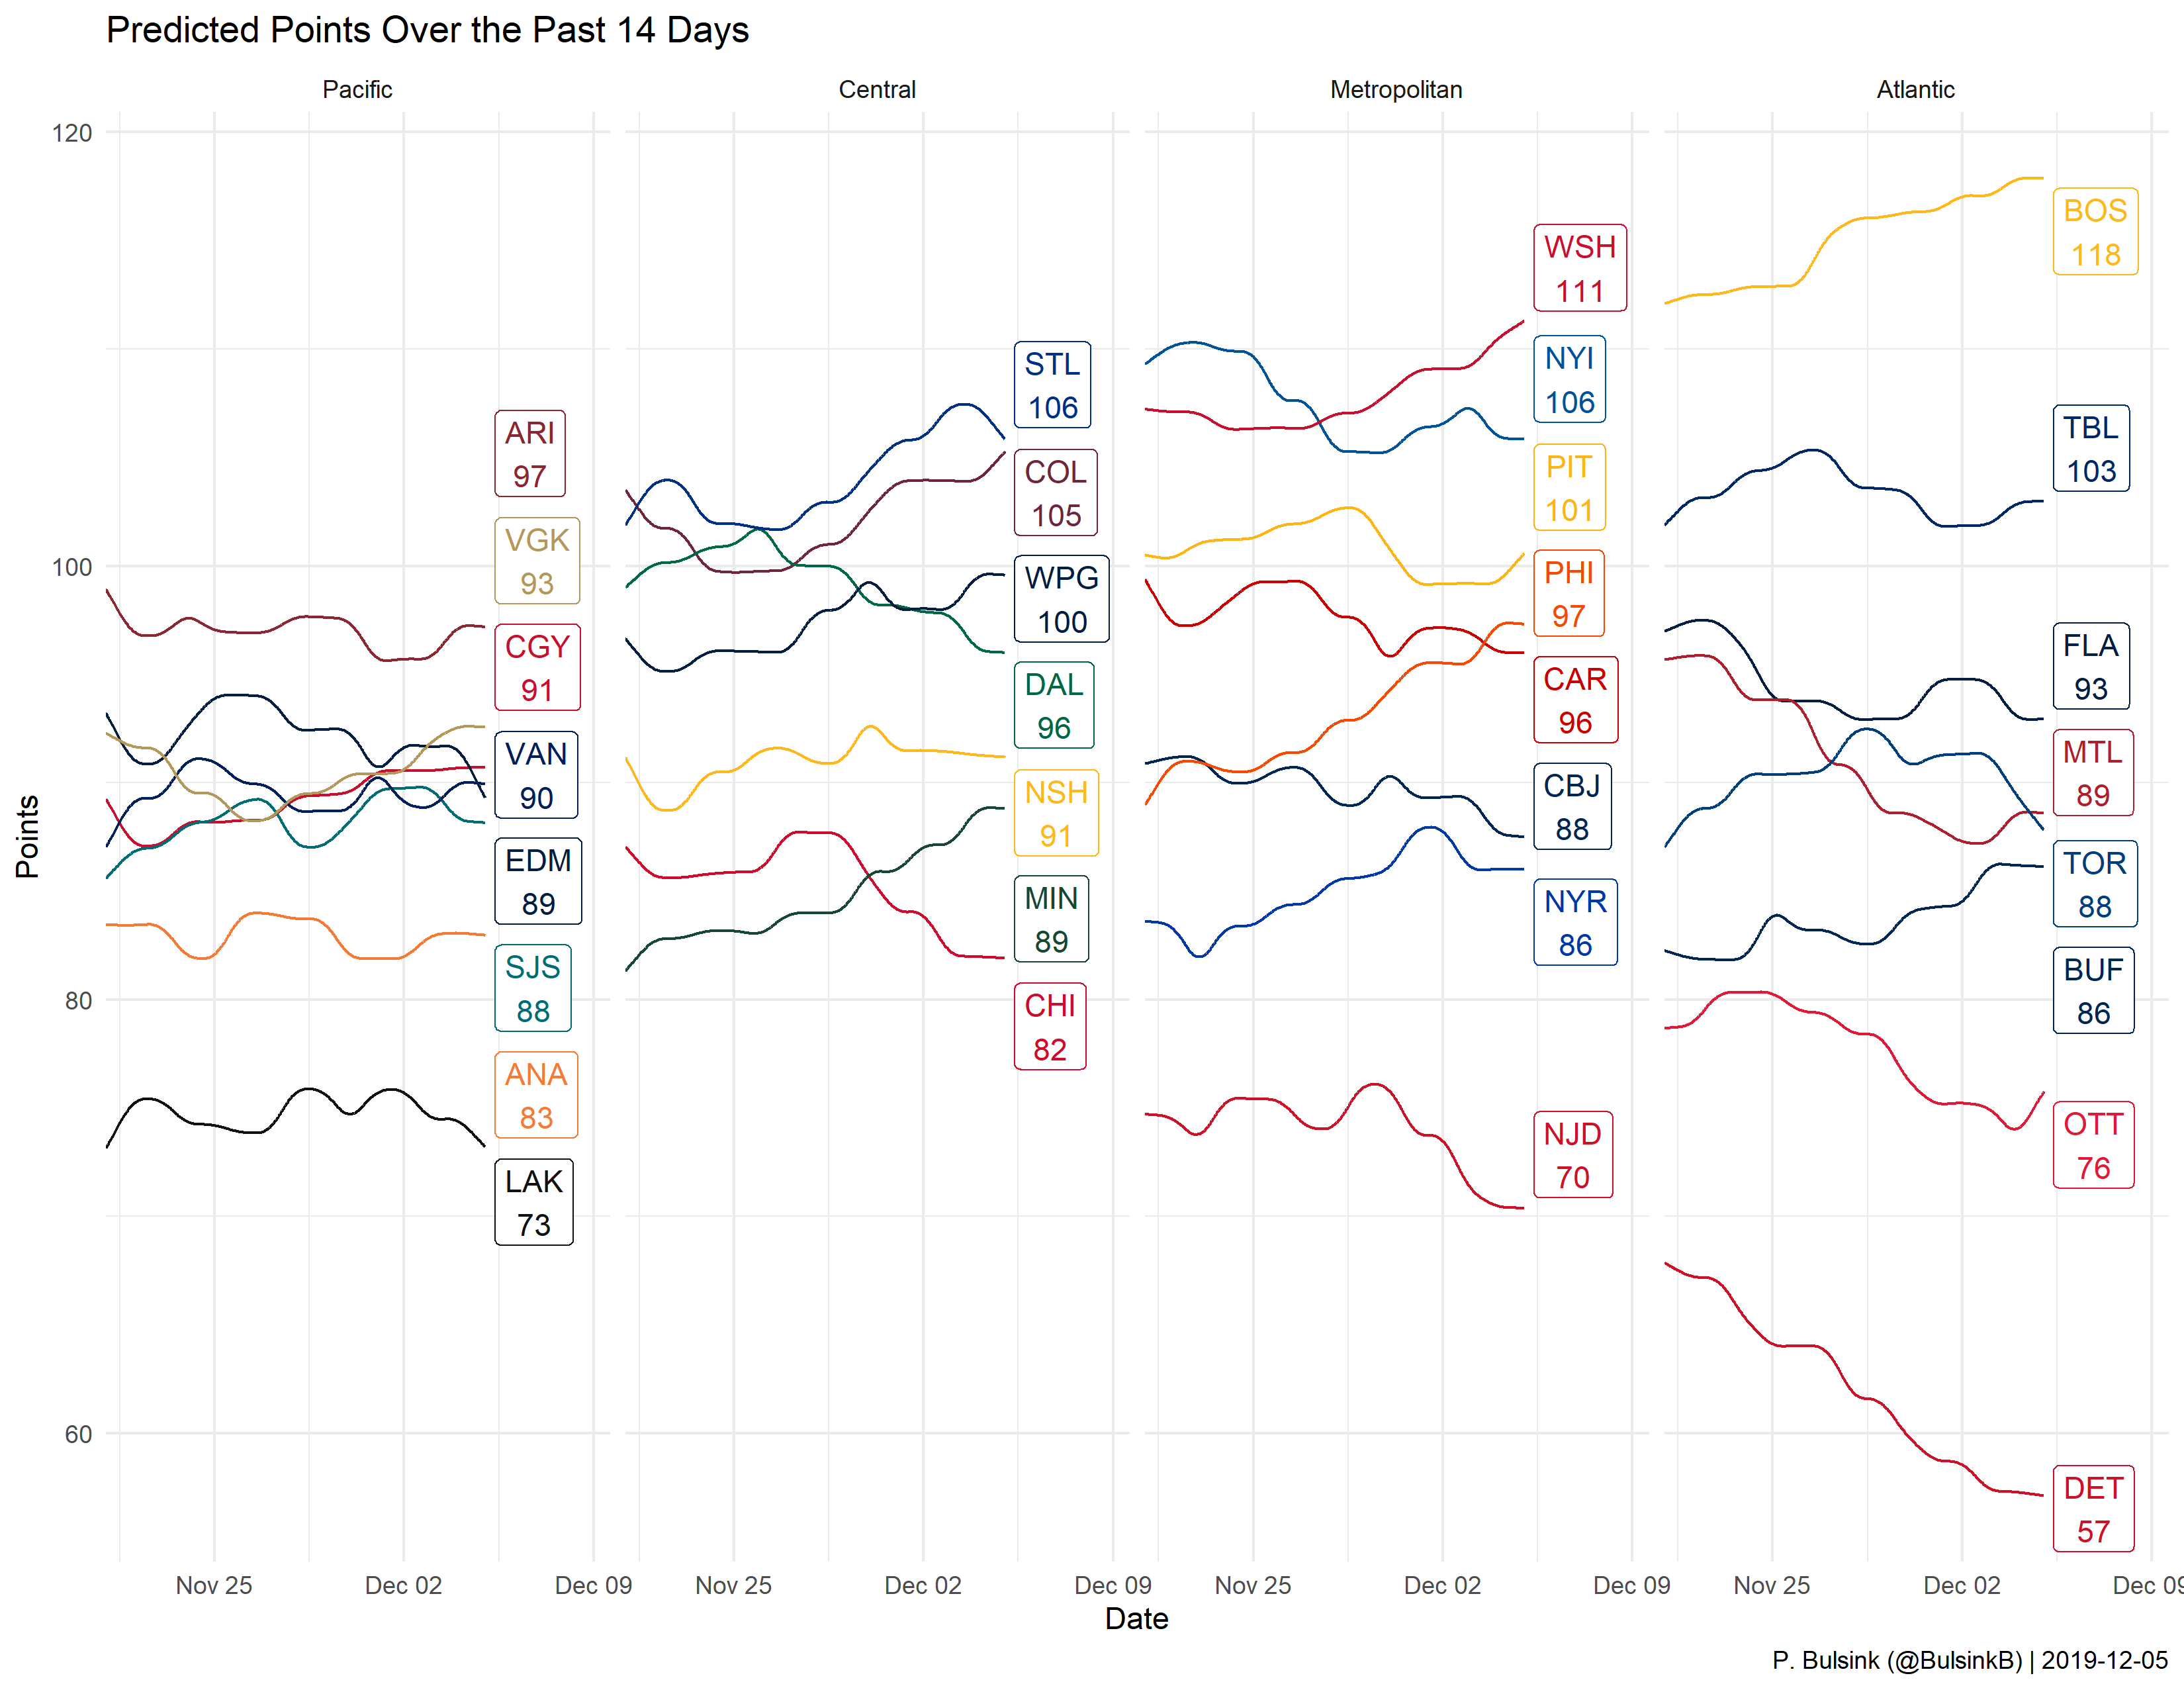 Predicted Points Over the Past 14 Days
Pacific
Central
Metropolitan
Atlantic
120
100
80
60
Points
ARI
97
VGK
93
CGY
91
VAN
90
EDM
89
SJS
88
ANA
83
LAK
73
STL
106
COL
105
WPG
100
DAL
96
NSH
91
MIN
89
CHI
82
WSH
111
NYI
106
PIT
101
PHI
97
CAR
96
CBJ
88
NYR
86
NJD
70
BOS
118
TBL
103
FLA
93
MTL
89
TOR
88
BUF
86
OTT
76
DET
57
Nov 25 Dec 02 Dec 09 Nov 25 Dec 02 Dec 09 Nov 25 Dec 02 Dec 09 Nov 25 Dec 02 Dec 09
Date
P. Bulsink (@BulsinkB) | 2019-12-05